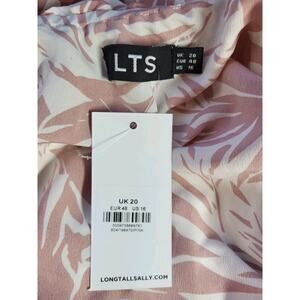 LTS
UK 20
EUR 48
US 16
UK 20
EUR 48 US 16
LONGTALLSALLY.COM